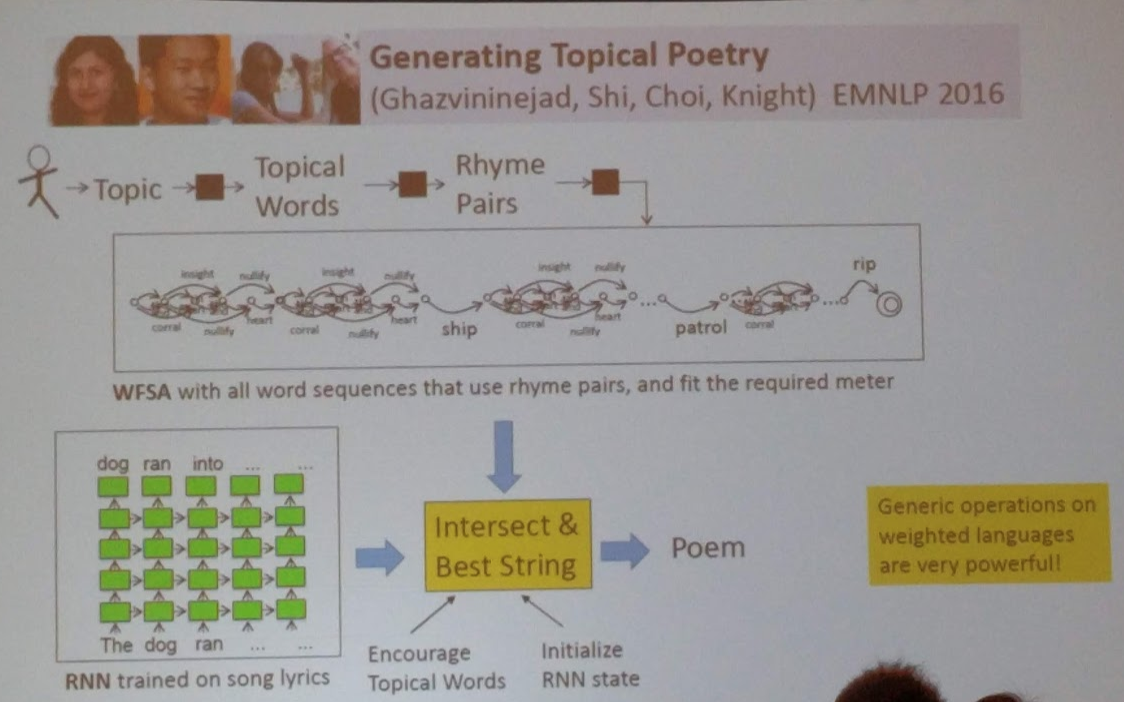 Generating Topical Poetry
(Ghazvininejad, Shi, Choi, Knight) EMNLP 2016
Topic
Topical
Words
Rhyme
Pairs
insight nullify insight nullify insight nullify rip
corral nullify heart corral nullify heart ship corral nullify heart ... patrol corral ...
WFSA with all word sequences that use rhyme pairs, and fit the required meter
dog ran into ... ...
The dog ran ... ...
RNN trained on song lyrics
Intersect &
Best String
Poem
Encourage
Topical Words
Initialize
RNN state
Generic operations on
weighted languages
are very powerful!